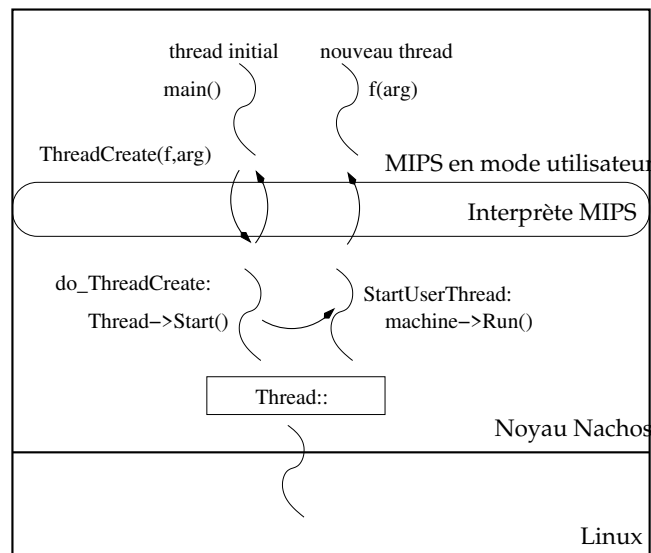 thread initial
nouveau thread
main()
f(arg)
ThreadCreate(f,arg)
MIPS en mode utilisateur
Interprète MIPS
do_ThreadCreate:
StartUserThread:
Thread->Start()
machine->Run()
Thread::
Noyau Nachos
Linux